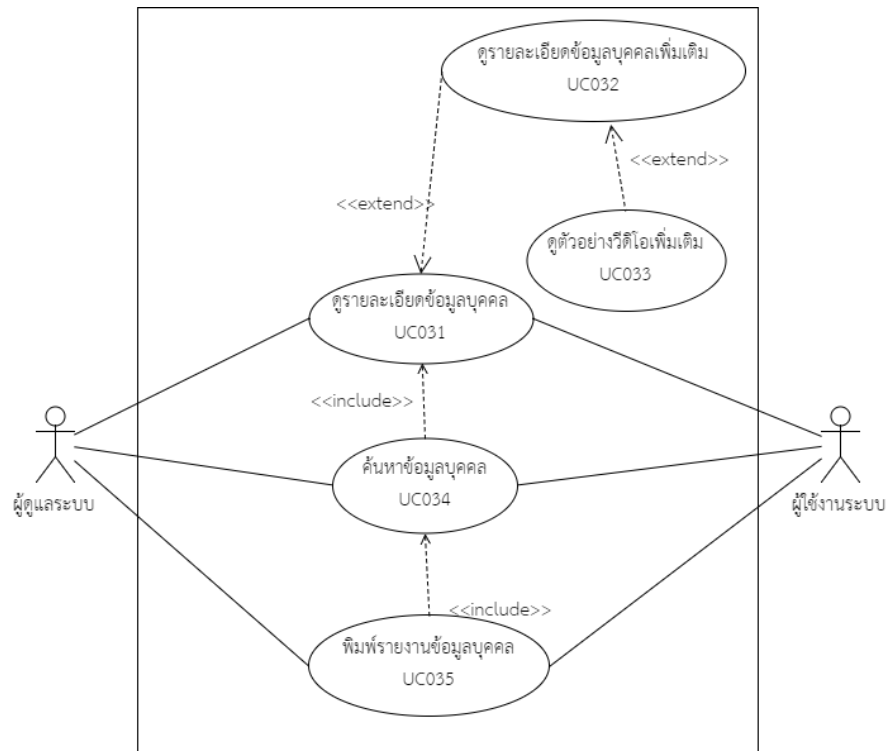 ดูรายละเอียดข้อมูลบุคคลเพิ่มเติม
UC032
<<extend>>
<<extend>>
ดูตัวอย่างวีดิโอเพิ่มเติม
UC033
ดูรายละเอียดข้อมูลบุคคล
UC031
<<include>>
ค้นหาข้อมูลบุคคล
UC034
ผู้ดูแลระบบ
ผู้ใช้งานระบบ
<<include>>
พิมพ์รายงานข้อมูลบุคคล
UC035